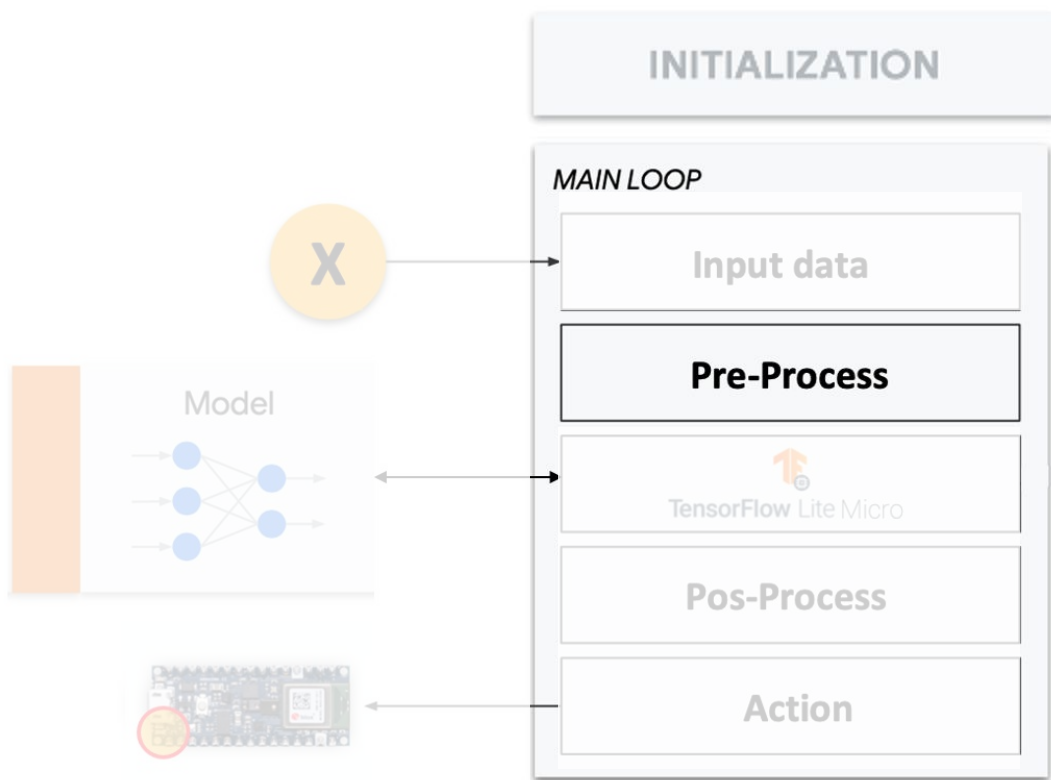 INITIALIZATION
MAIN LOOP
X
Input data
Pre-Process
Model
TensorFlow Lite Micro
Pos-Process
Action